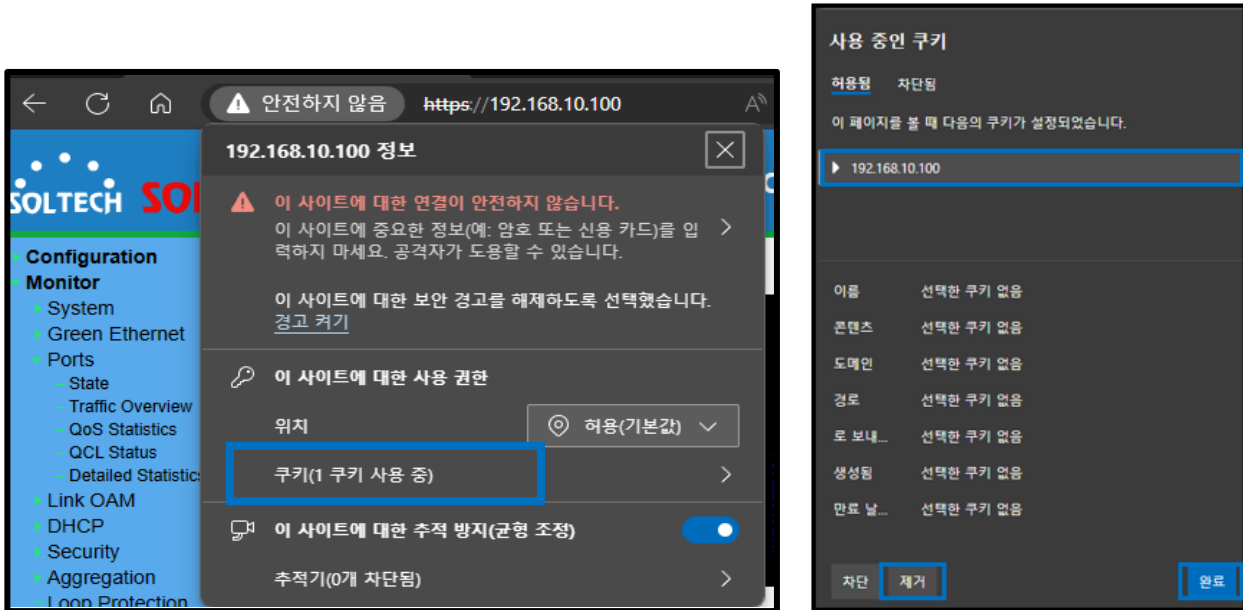 안전하지 않음 https://192.168.10.100
SOLTECH
192.168.10.100 정보
이 사이트에 대한 연결이 안전하지 않습니다.
이 사이트에 중요한 정보(예: 암호 또는 신용 카드)를 입
력하지 마세요. 공격자가 도용할 수 있습니다.
이 사이트에 대한 보안 경고를 해제하도록 선택했습니다.
경고 켜기
이 사이트에 대한 사용 권한
위치 허용(기본값)
쿠키(1 쿠키 사용 중)
이 사이트에 대한 추적 방지(균형 조정)
추적기(0개 차단됨)
Configuration
Monitor
System
Green Ethernet
Ports
State
Traffic Overview
QoS Statistics
QCL Status
Detailed Statistics
Link OAM
DHCP
Security
Aggregation
Loop Protection
사용 중인 쿠키
허용됨 차단됨
이 페이지를 볼 때 다음의 쿠키가 설정되었습니다.
192.168.10.100
이름 선택한 쿠키 없음
콘텐츠 선택한 쿠키 없음
도메인 선택한 쿠키 없음
경로 선택한 쿠키 없음
로 보내... 선택한 쿠키 없음
생성됨 선택한 쿠키 없음
만료 날... 선택한 쿠키 없음
차단 제거 완료